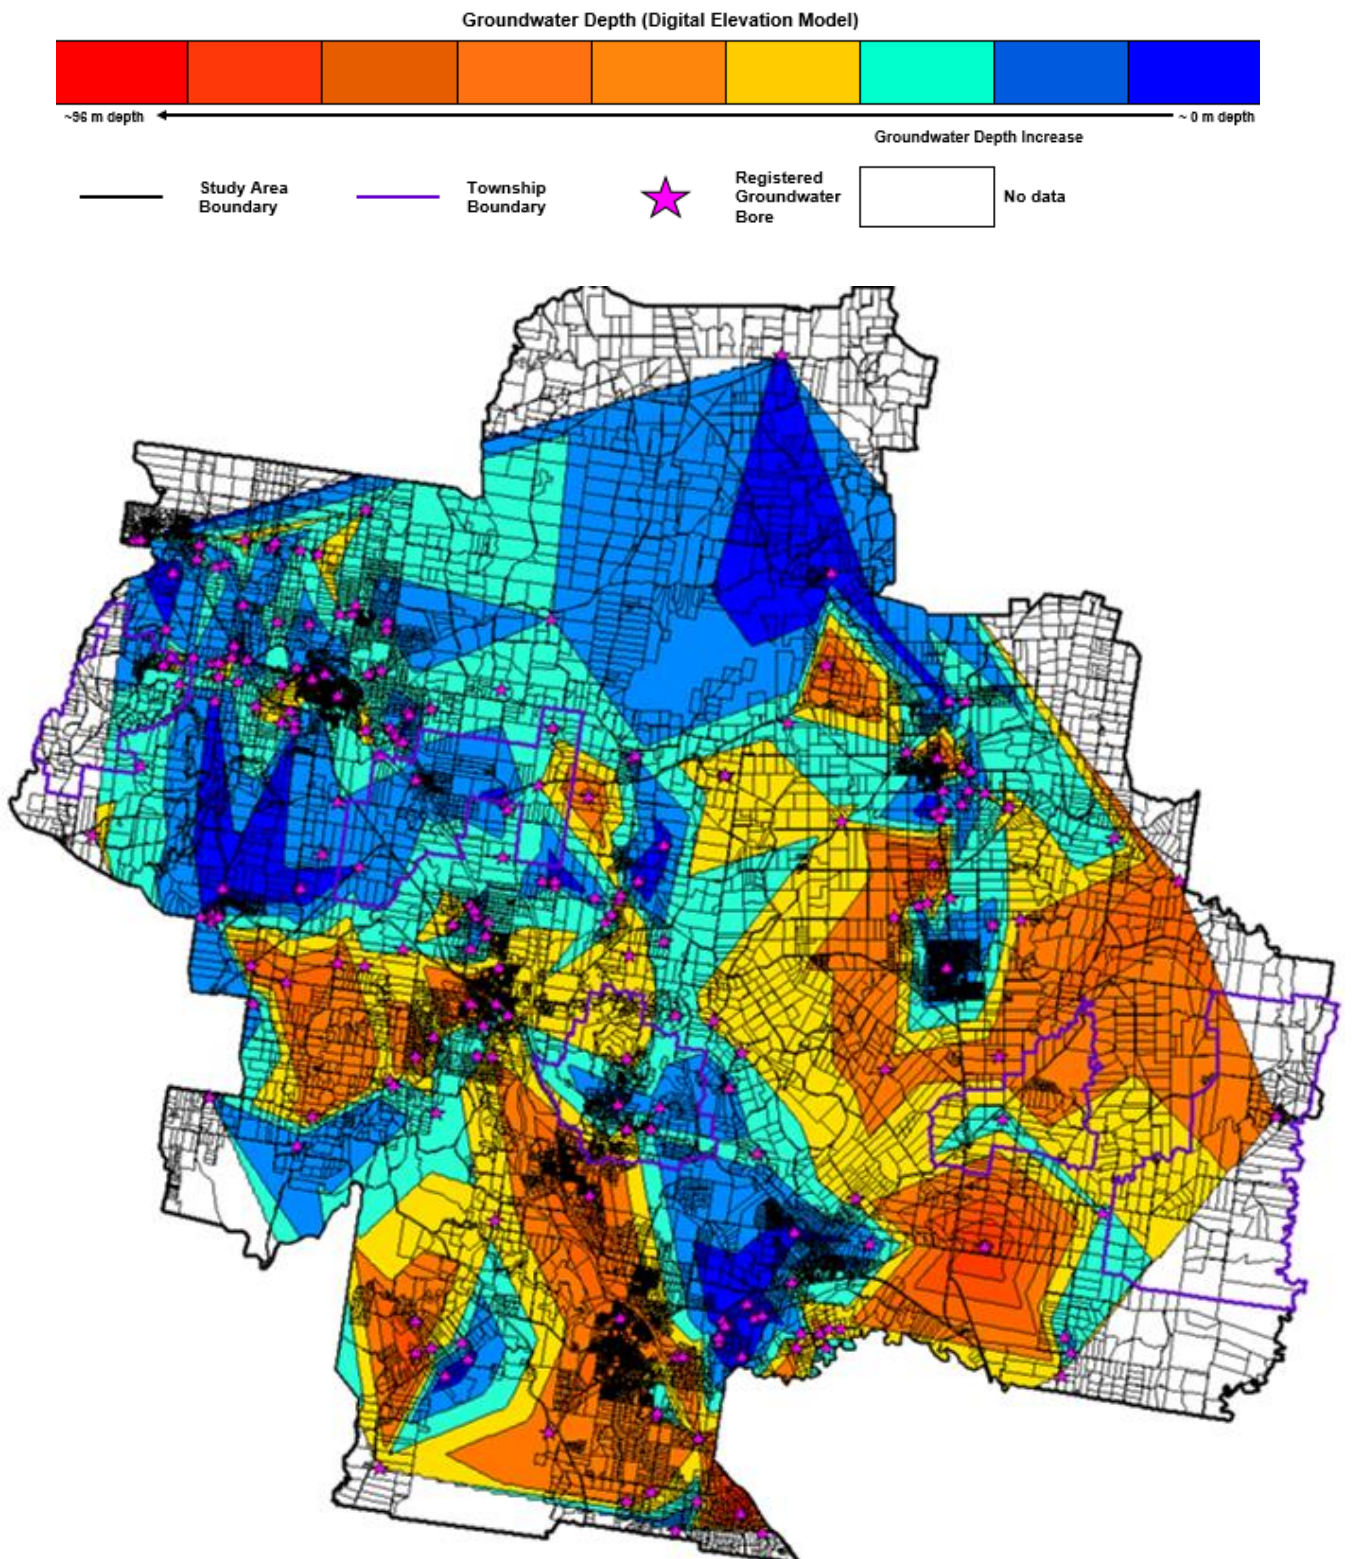 Groundwater Depth (Digital Elevation Model)
~96 m depth
~ 0 m depth
Groundwater Depth Increase
Study Area
Boundary
Township
Boundary
Registered
Groundwater
Bore
No data